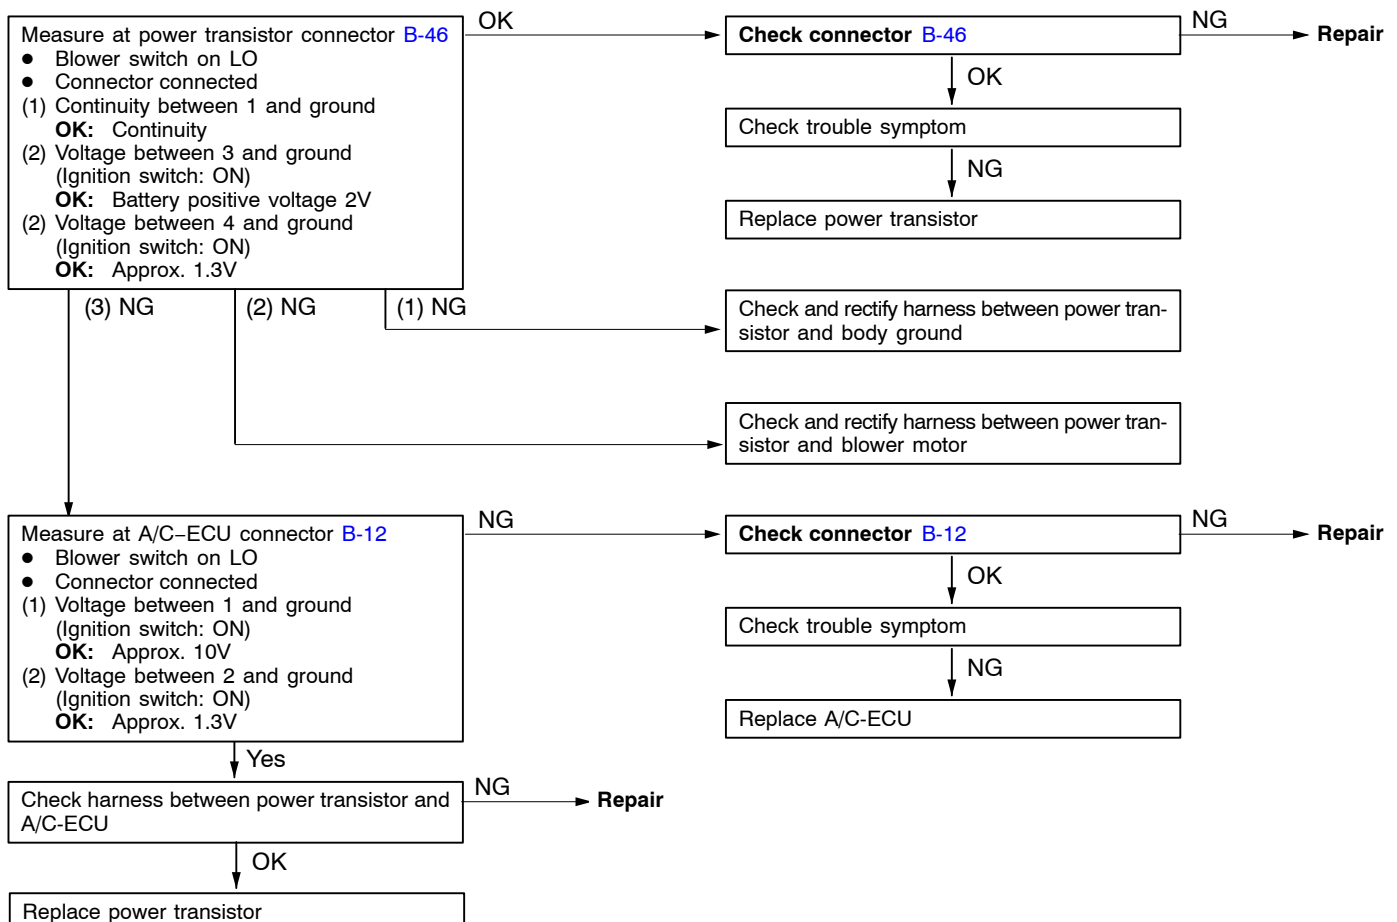 Measure at power transistor connector B-46
● Blower switch on LO
● Connector connected
(1) Continuity between 1 and ground
OK: Continuity
(2) Voltage between 3 and ground
(Ignition switch: ON)
OK: Battery positive voltage 2V
(2) Voltage between 4 and ground
(Ignition switch: ON)
OK: Approx. 1.3V
OK
Check connector B-46
NG
Repair
OK
Check trouble symptom
NG
Replace power transistor
(3) NG
(2) NG
(1) NG
Check and rectify harness between power tran-
sistor and body ground
Check and rectify harness between power tran-
sistor and blower motor
Measure at A/C–ECU connector B-12
● Blower switch on LO
● Connector connected
(1) Voltage between 1 and ground
(Ignition switch: ON)
OK: Approx. 10V
(2) Voltage between 2 and ground
(Ignition switch: ON)
OK: Approx. 1.3V
NG
Check connector B-12
NG
Repair
OK
Check trouble symptom
NG
Replace A/C-ECU
Yes
Check harness between power transistor and
A/C-ECU
NG
Repair
OK
Replace power transistor